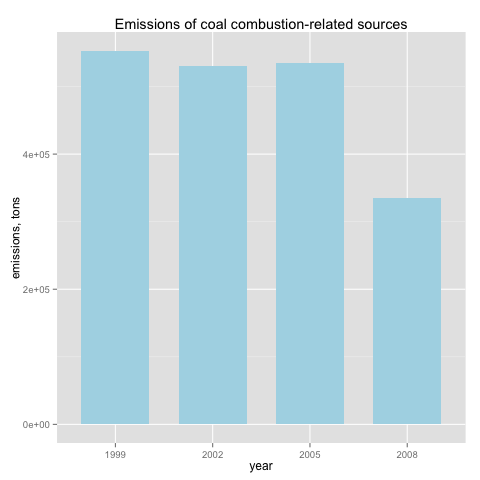 Emissions of coal combustion-related sources
emissions, tons
4e+05
2e+05
0e+00
1999 2002 2005 2008
year